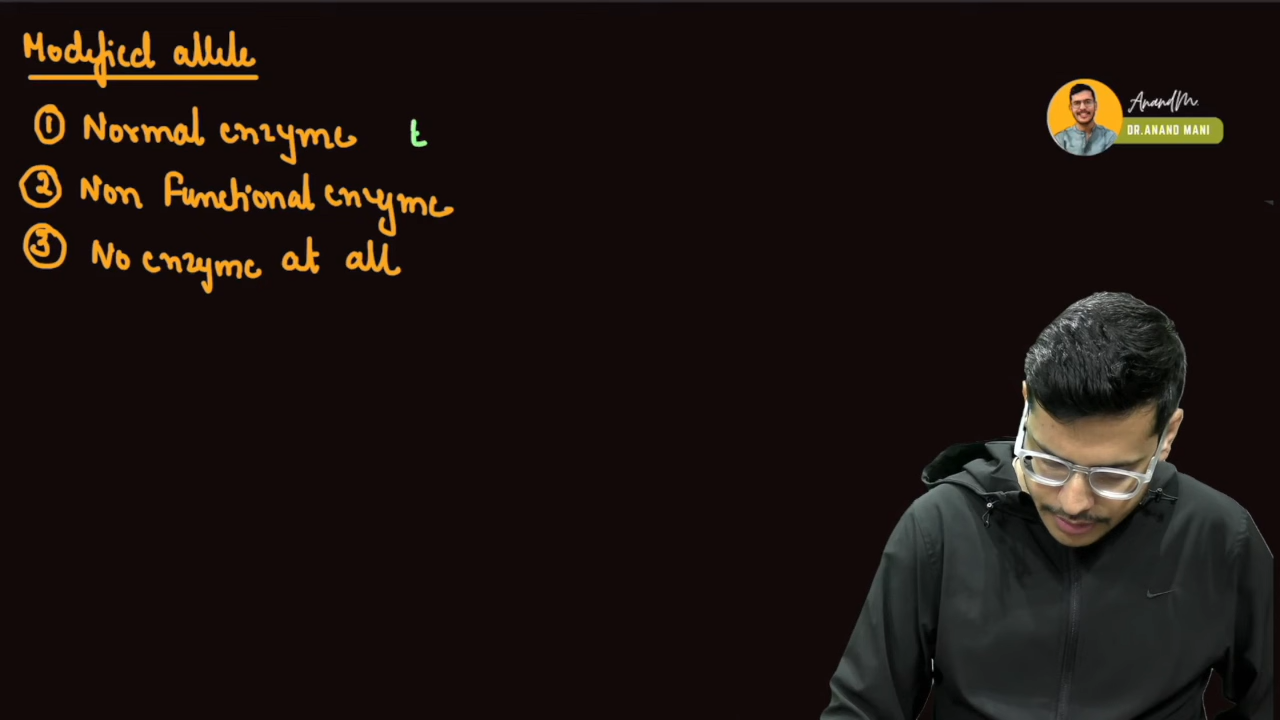 Modified allele
① Normal enzyme t
② Non Functional enzyme
③ No enzyme at all
AnandM.
DR.ANAND MANI